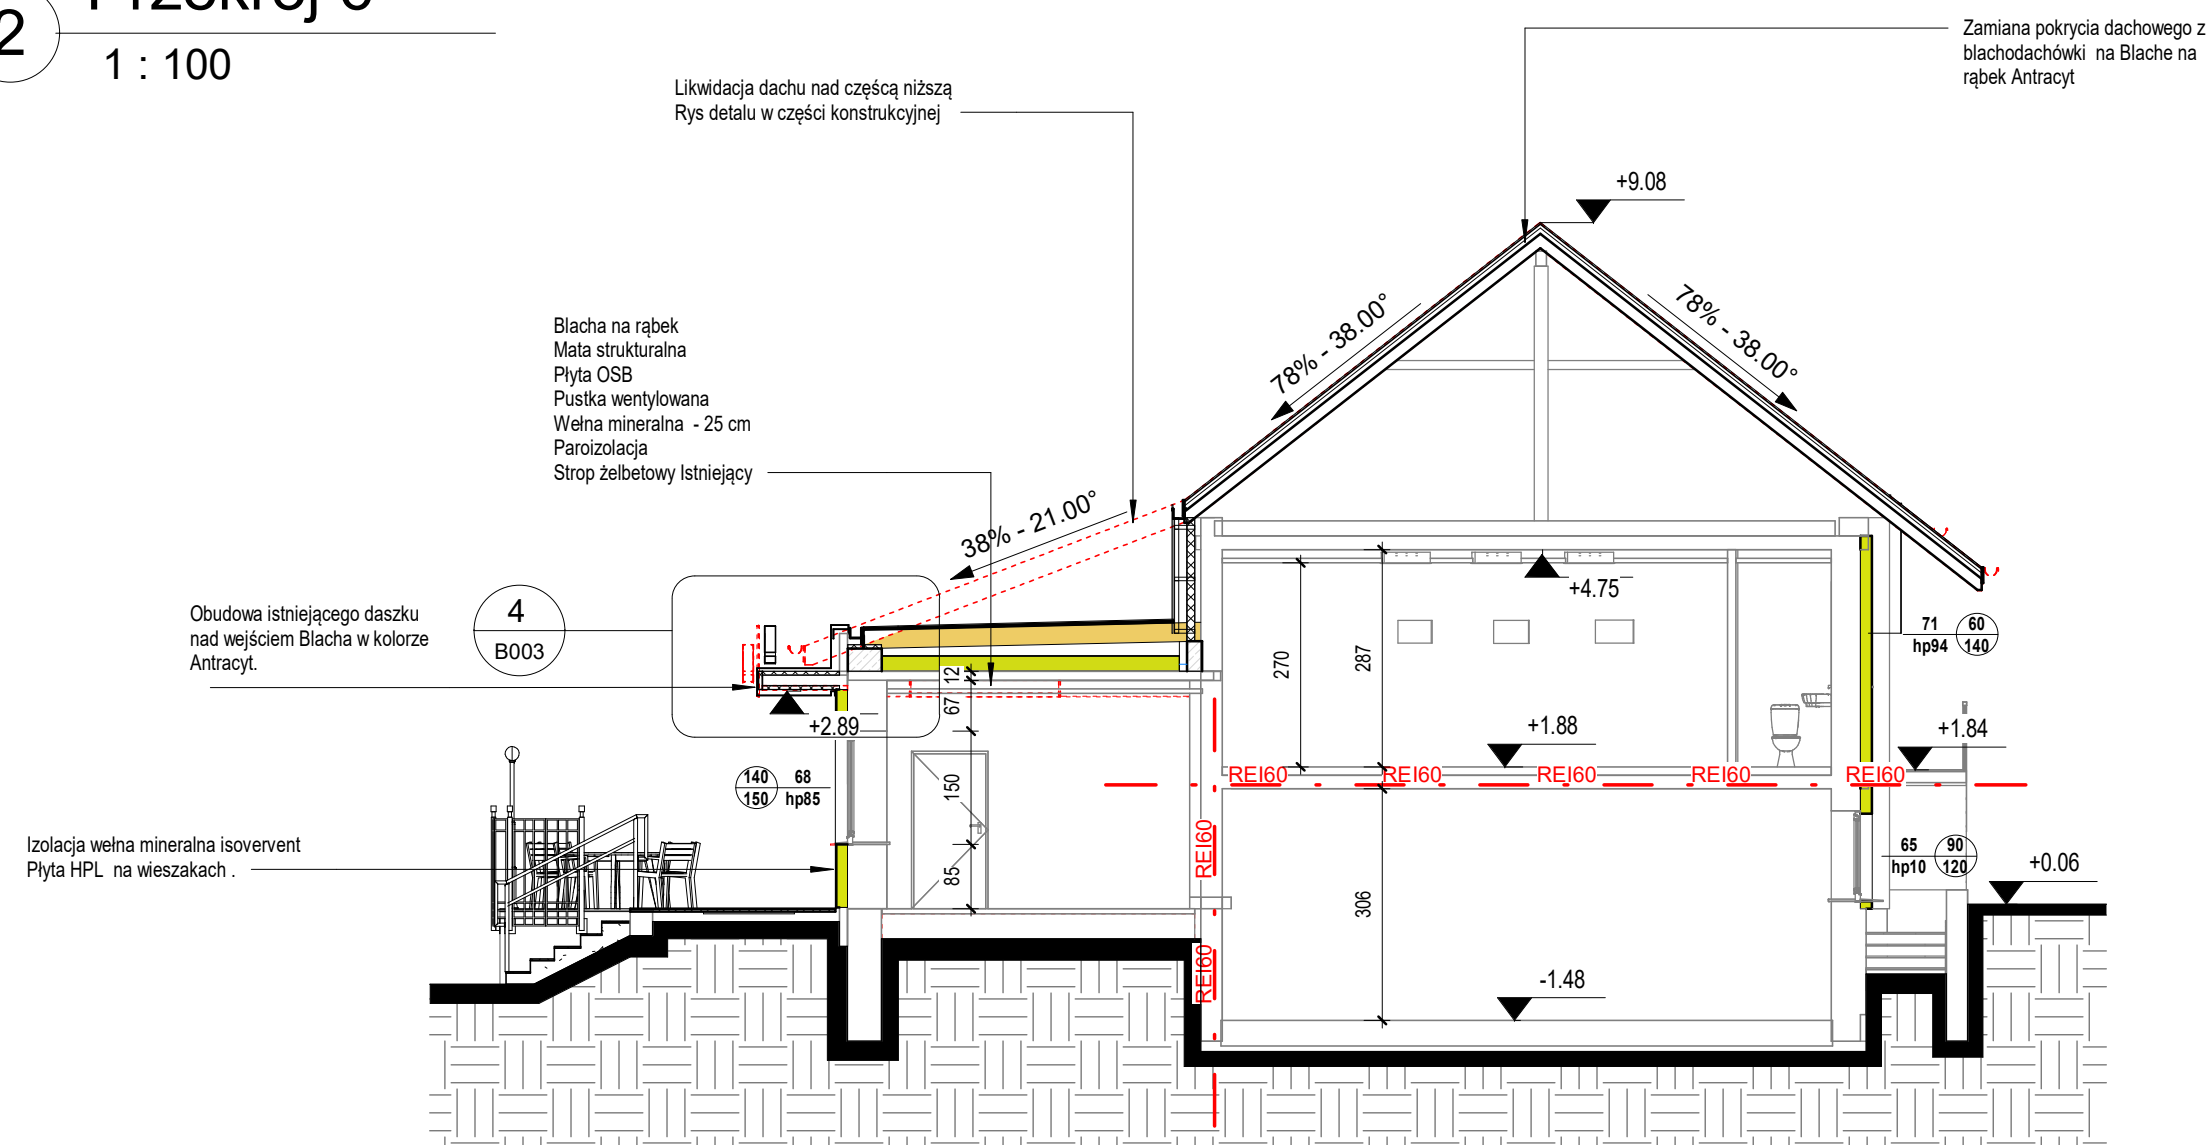 2
1 : 100
Likwidacja dachu nad częścą niższą
Rys detalu w części konstrukcyjnej
Zamiana pokrycia dachowego z
blachodachówki na Blache na
rąbek Antracyt
+9.08
78% - 38.00°
78% - 38.00°
Blacha na rąbek
Mata strukturalna
Płyta OSB
Pustka wentylowana
Wełna mineralna - 25 cm
Paroizolacja
Strop żelbetowy Istniejący
38% - 21.00°
Obudowa istniejącego daszku
nad wejściem Blacha w kolorze
Antracyt.
4
B003
+2.89
12
67
150
85
270
287
306
+4.75
+1.88
71
hp94
60
140
+1.84
140
150
68
hp85
REI60
REI60
REI60
REI60
REI60
REI60
REI60
Izolacja wełna mineralna isovervent
Płyta HPL na wieszakach .
65
hp10
90
120
+0.06
-1.48